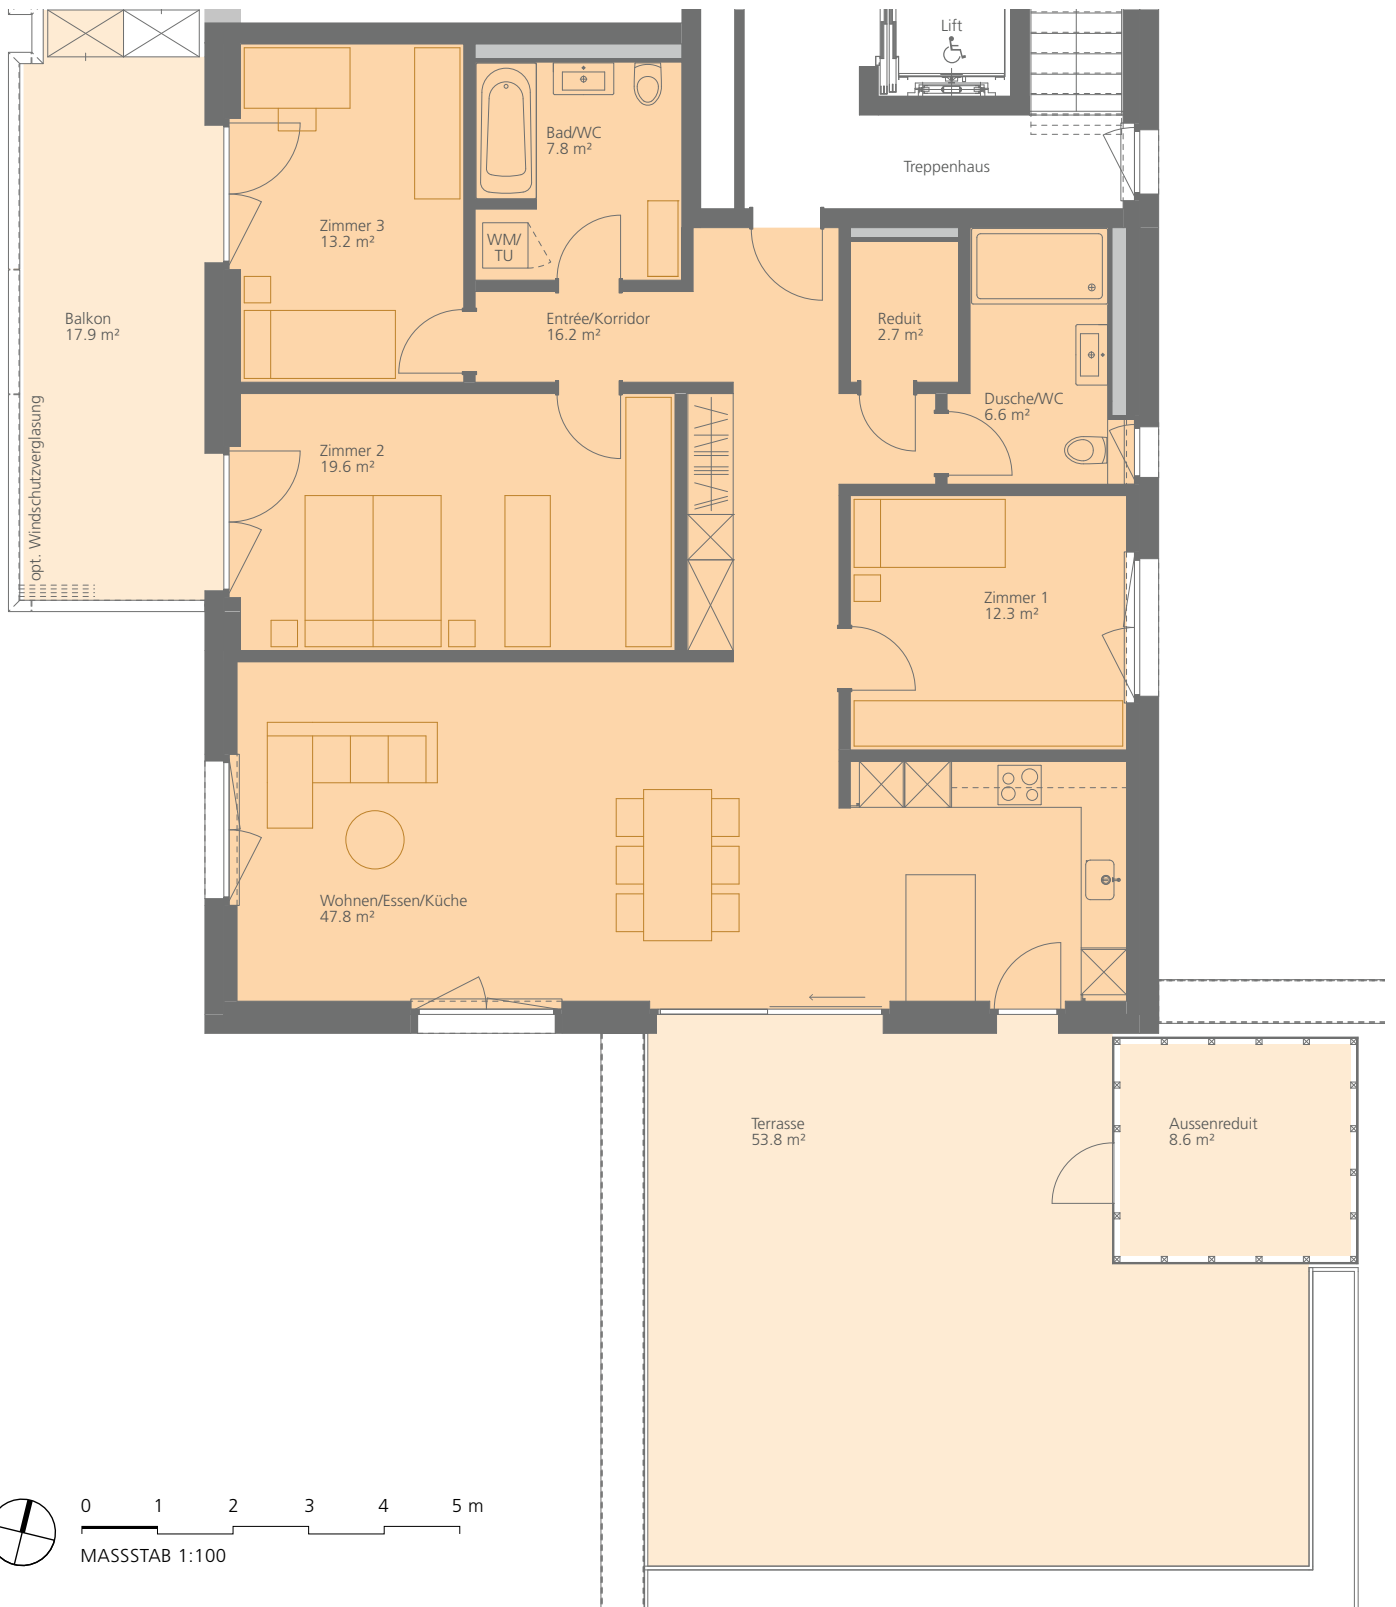 Lift
Bad/WC
7.8 m²
Treppenhaus
Zimmer 3
13.2 m²
WM/
TU
Balkon
17.9 m²
Entrée/Korridor
16.2 m²
Reduit
2.7 m²
Dusche/WC
6.6 m²
opt. Windschutzverglasung
Zimmer 2
19.6 m²
Zimmer 1
12.3 m²
Wohnen/Essen/Küche
47.8 m²
Terrasse
53.8 m²
Aussenreduit
8.6 m²
0 1 2 3 4 5 m
MASSSTAB 1:100